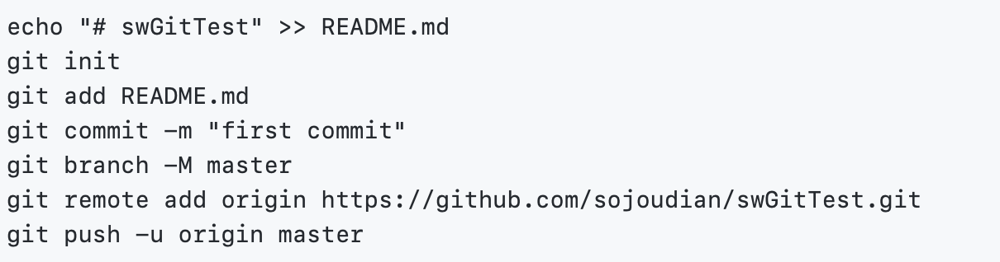 echo "# swGitTest" >> README.md
git init
git add README.md
git commit -m "first commit"
git branch -M master
git remote add origin https://github.com/sojoudian/swGitTest.git
git push -u origin master